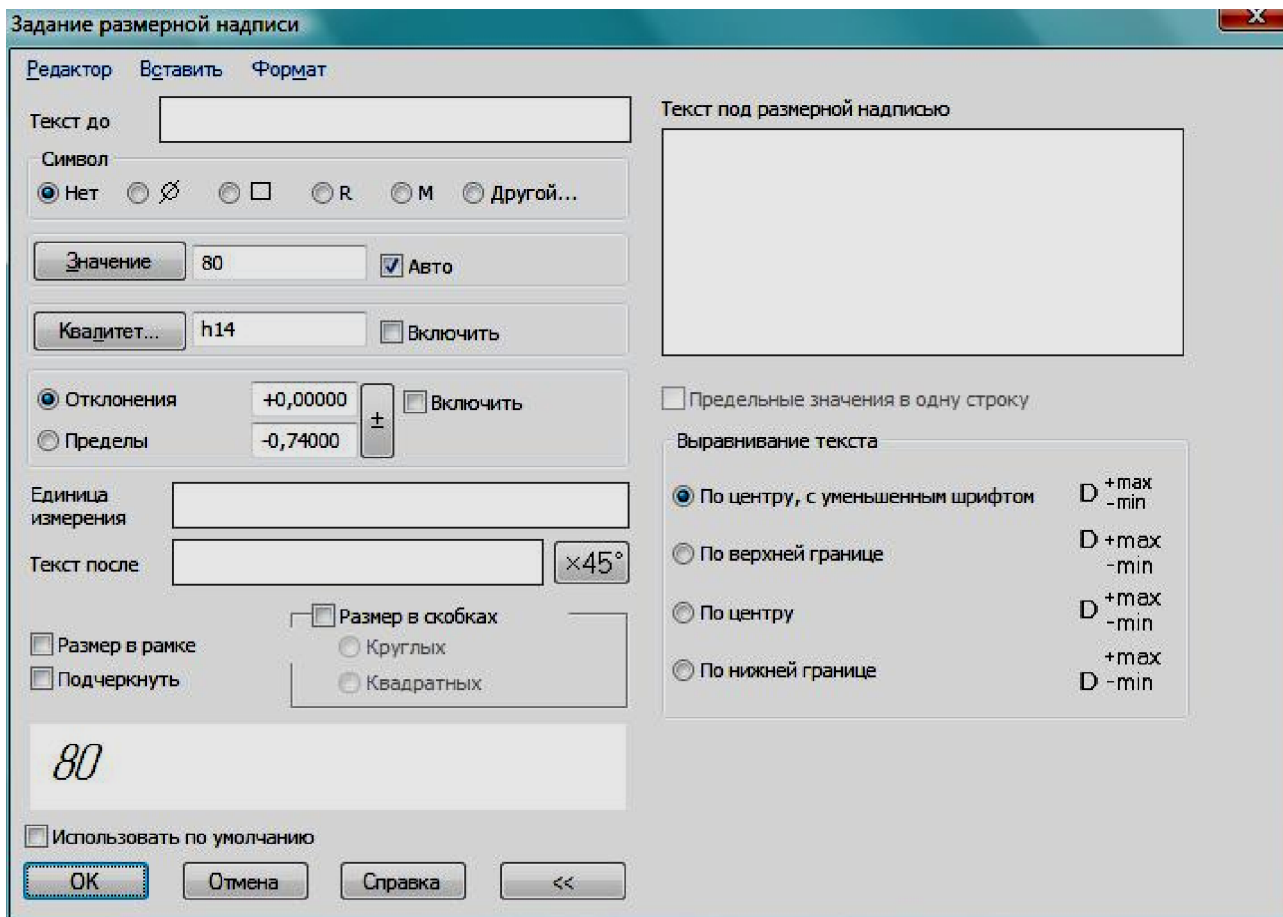 Задание размерной надписи
X
Редактор Вставить Формат
Текст до
Символ
Нет Ø □ R М Другой...
Значение 80 Авто
Квалитет... h14 Включить
Отклонения +0,00000 ± Включить
Пределы -0,74000
Единица
измерения
Текст после ×45°
Размер в скобках
Размер в рамке
Круглых
Подчеркнуть
Квадратных
80
Использовать по умолчанию
OK Отмена Справка <<
Текст под размерной надписью
Предельные значения в одну строку
Выравнивание текста
По центру, с уменьшенным шрифтом D +max
-min
По верхней границе D +max
-min
По центру D +max
-min
По нижней границе +max
D -min